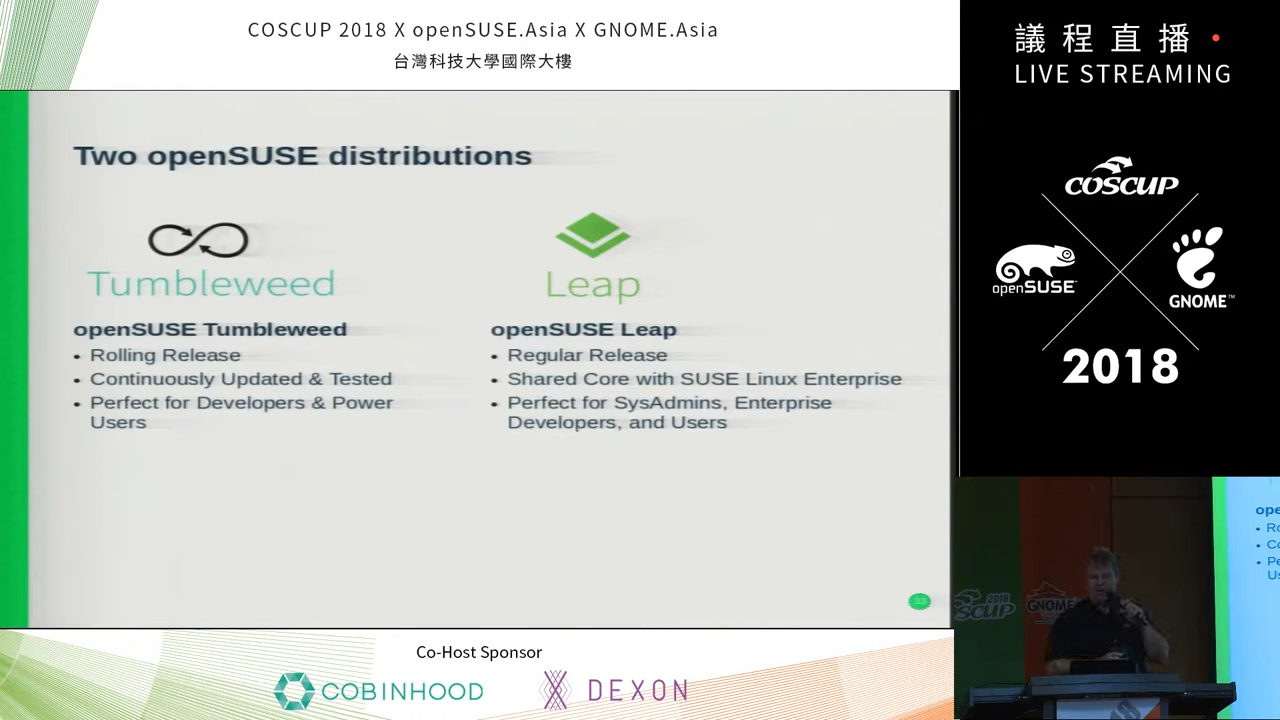 COSCUP 2018 X openSUSE.Asia X GNOME.Asia
台灣科技大學國際大樓
議程直播
LIVE STREAMING
Two openSUSE distributions
Tumbleweed
openSUSE Tumbleweed
• Rolling Release
• Continuously Updated & Tested
• Perfect for Developers & Power
Users
Leap
openSUSE Leap
• Regular Release
• Shared Core with SUSE Linux Enterprise
• Perfect for SysAdmins, Enterprise
Developers, and Users
COSCUP
openSUSE
GNOME™
2018
2018
GNOME
Co-Host Sponsor
COBINHOOD
DEXON